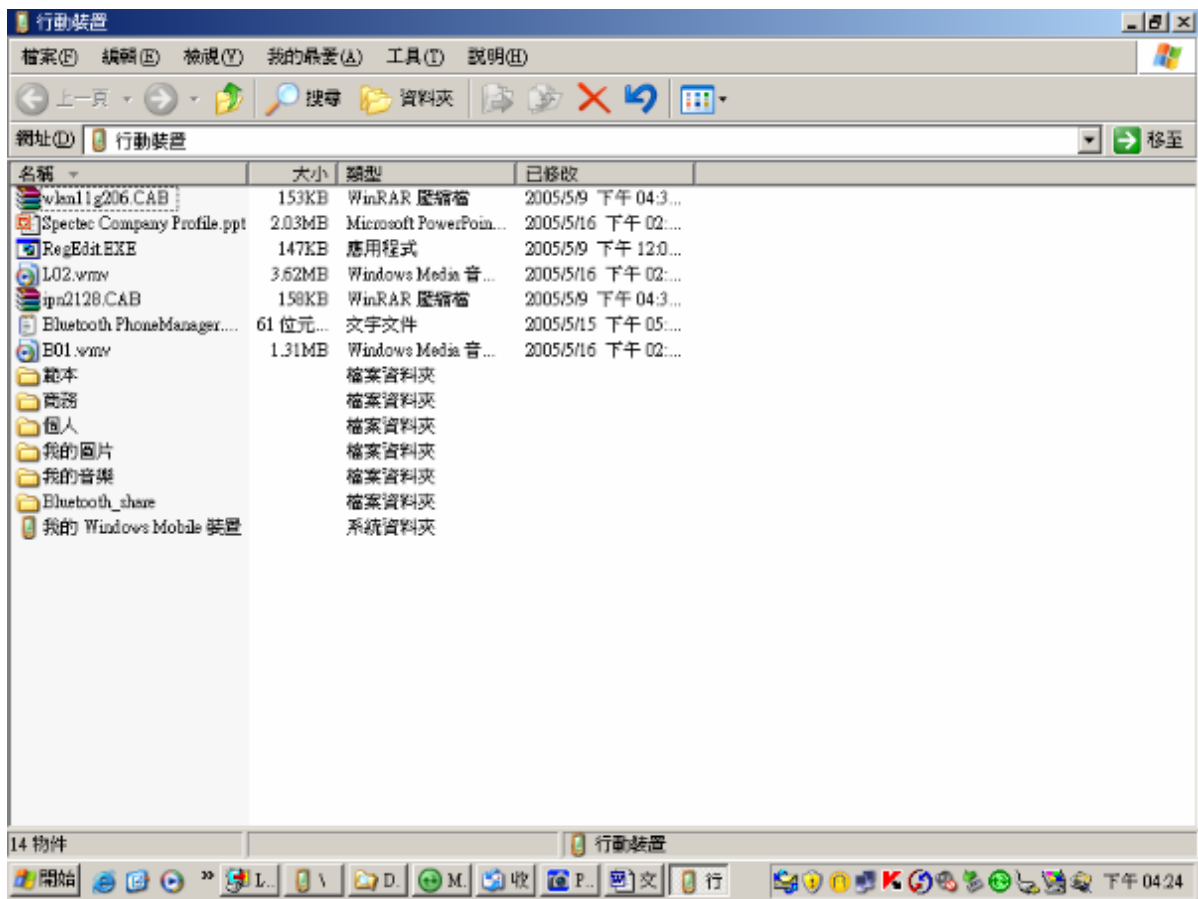 行動裝置
檔案(F) 編輯(E) 檢視(V) 我的最愛(A) 工具(T) 說明(H)
上一頁 搜尋 資料夾
網址(D) 行動裝置 移至
名稱 大小 類型 已修改
wlan11g206.CAB 153KB WinRAR 壓縮檔 2005/5/9 下午 04:3...
Spectec Company Profile.ppt 2.03MB Microsoft PowerPoin... 2005/5/16 下午 02:...
RegEdit.EXE 147KB 應用程式 2005/5/9 下午 12:0...
L02.wmv 3.62MB Windows Media 音... 2005/5/16 下午 02:...
ipn2128.CAB 158KB WinRAR 壓縮檔 2005/5/9 下午 04:3...
Bluetooth PhoneManager.... 61 位元... 文字文件 2005/5/15 下午 05:...
B01.wmv 1.31MB Windows Media 音... 2005/5/16 下午 02:...
範本 檔案資料夾
商務 檔案資料夾
個人 檔案資料夾
我的圖片 檔案資料夾
我的音樂 檔案資料夾
Bluetooth_share 檔案資料夾
我的 Windows Mobile 裝置 系統資料夾
14 物件 行動裝置
開始 » L... \ D. M. 收 P... 交 行 下午 04:24